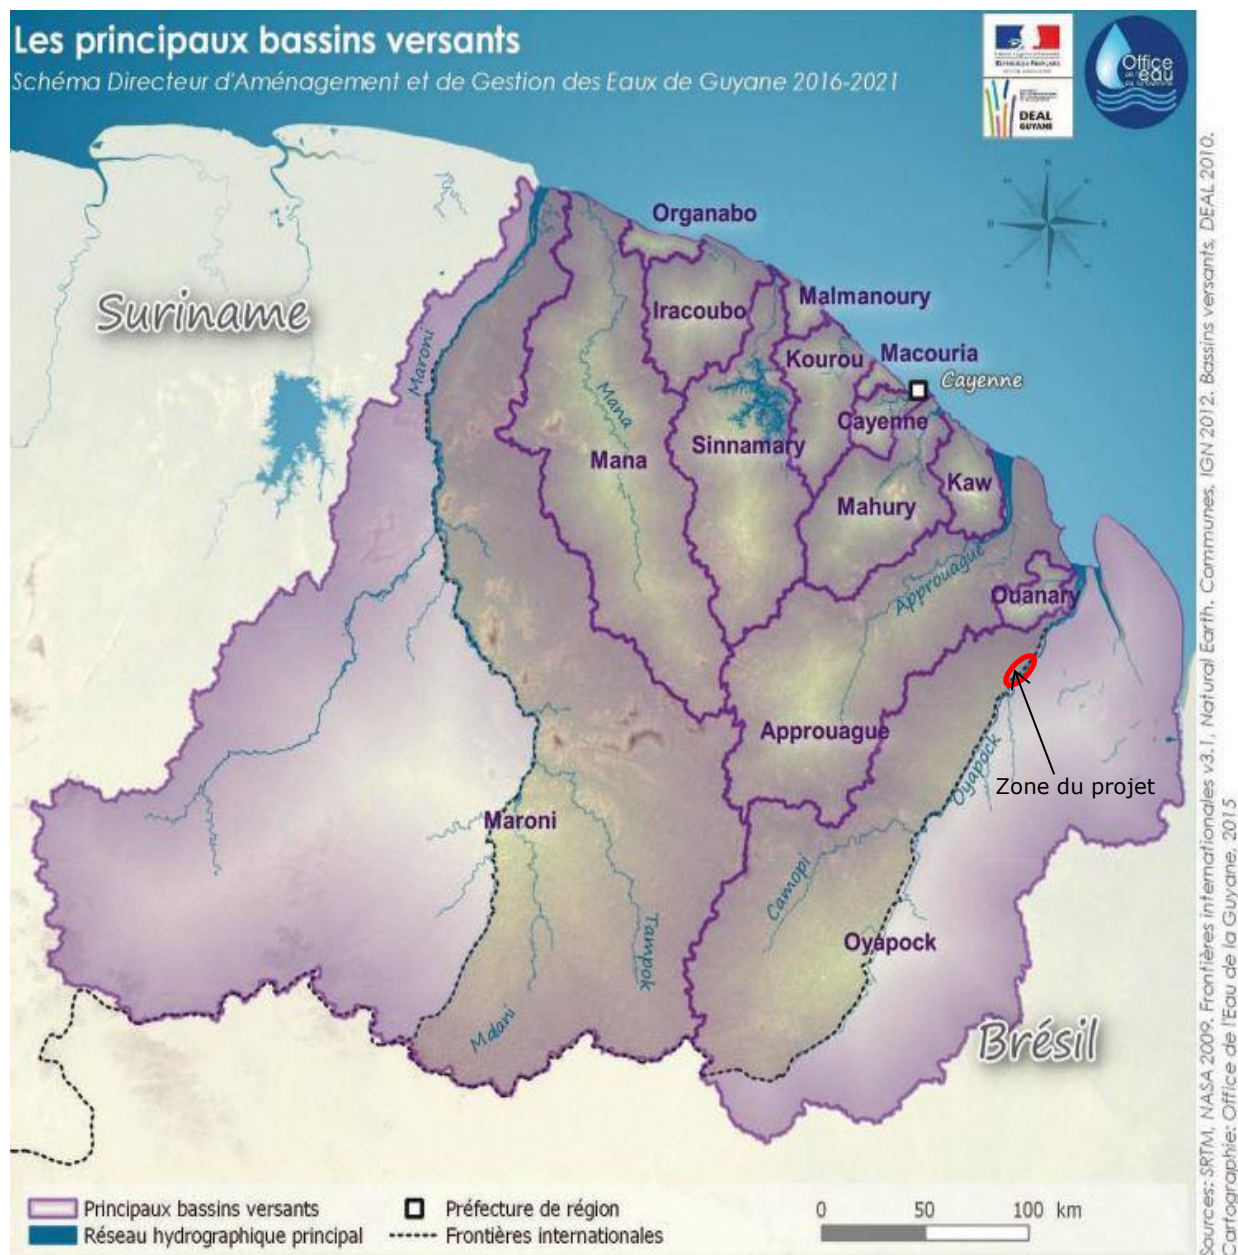 Les principaux bassins versants
Schéma Directeur d'Aménagement et de Gestion des Eaux de Guyane 2016-2021
RÉPUBLIQUE FRANÇAISE
DEAL
GUYANE
Office
eau
Organabo
Suriname
Iracoubo
Malmanoury
Maroni
Kourou
Macouria
Cayenne
Mana
Cayenne
Sinnamary
Mana
Kaw
Mahury
Approuague
Ouanary
Approuague
Oyapock
Zone du projet
Maroni
Camopi
Tampok
Oyapock
Brésil
Principaux bassins versants
Réseau hydrographique principal
Préfecture de région
Frontières internationales
0 50 100 km
Sources: SRTM, NASA 2009. Frontières internationales v3.1, Natural Earth. Communes, IGN 2012. Bassins versants, DEAL 2010.
Cartographie: Office de l'Eau de la Guyane, 2015